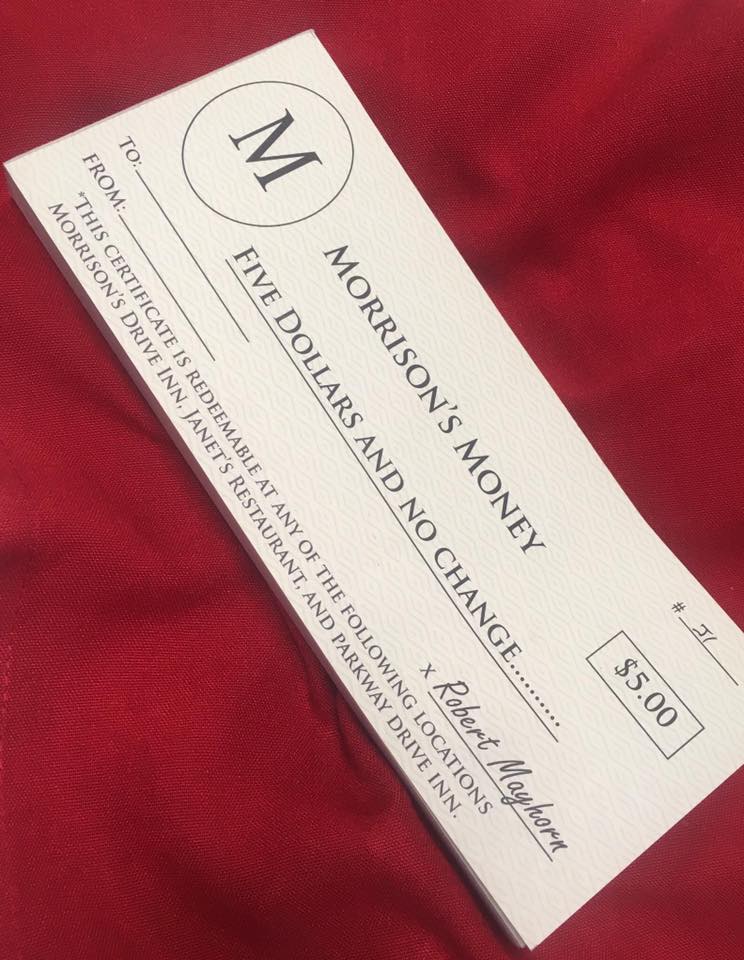 M
MORRISON'S MONEY
# 51
FIVE DOLLARS AND NO CHANGE...........
$5.00
TO:
FROM:
x Robert Mayhorn
*THIS CERTIFICATE IS REDEEMABLE AT ANY OF THE FOLLOWING LOCATIONS
MORRISON'S DRIVE INN, JANET'S RESTAURANT, AND PARKWAY DRIVE INN.